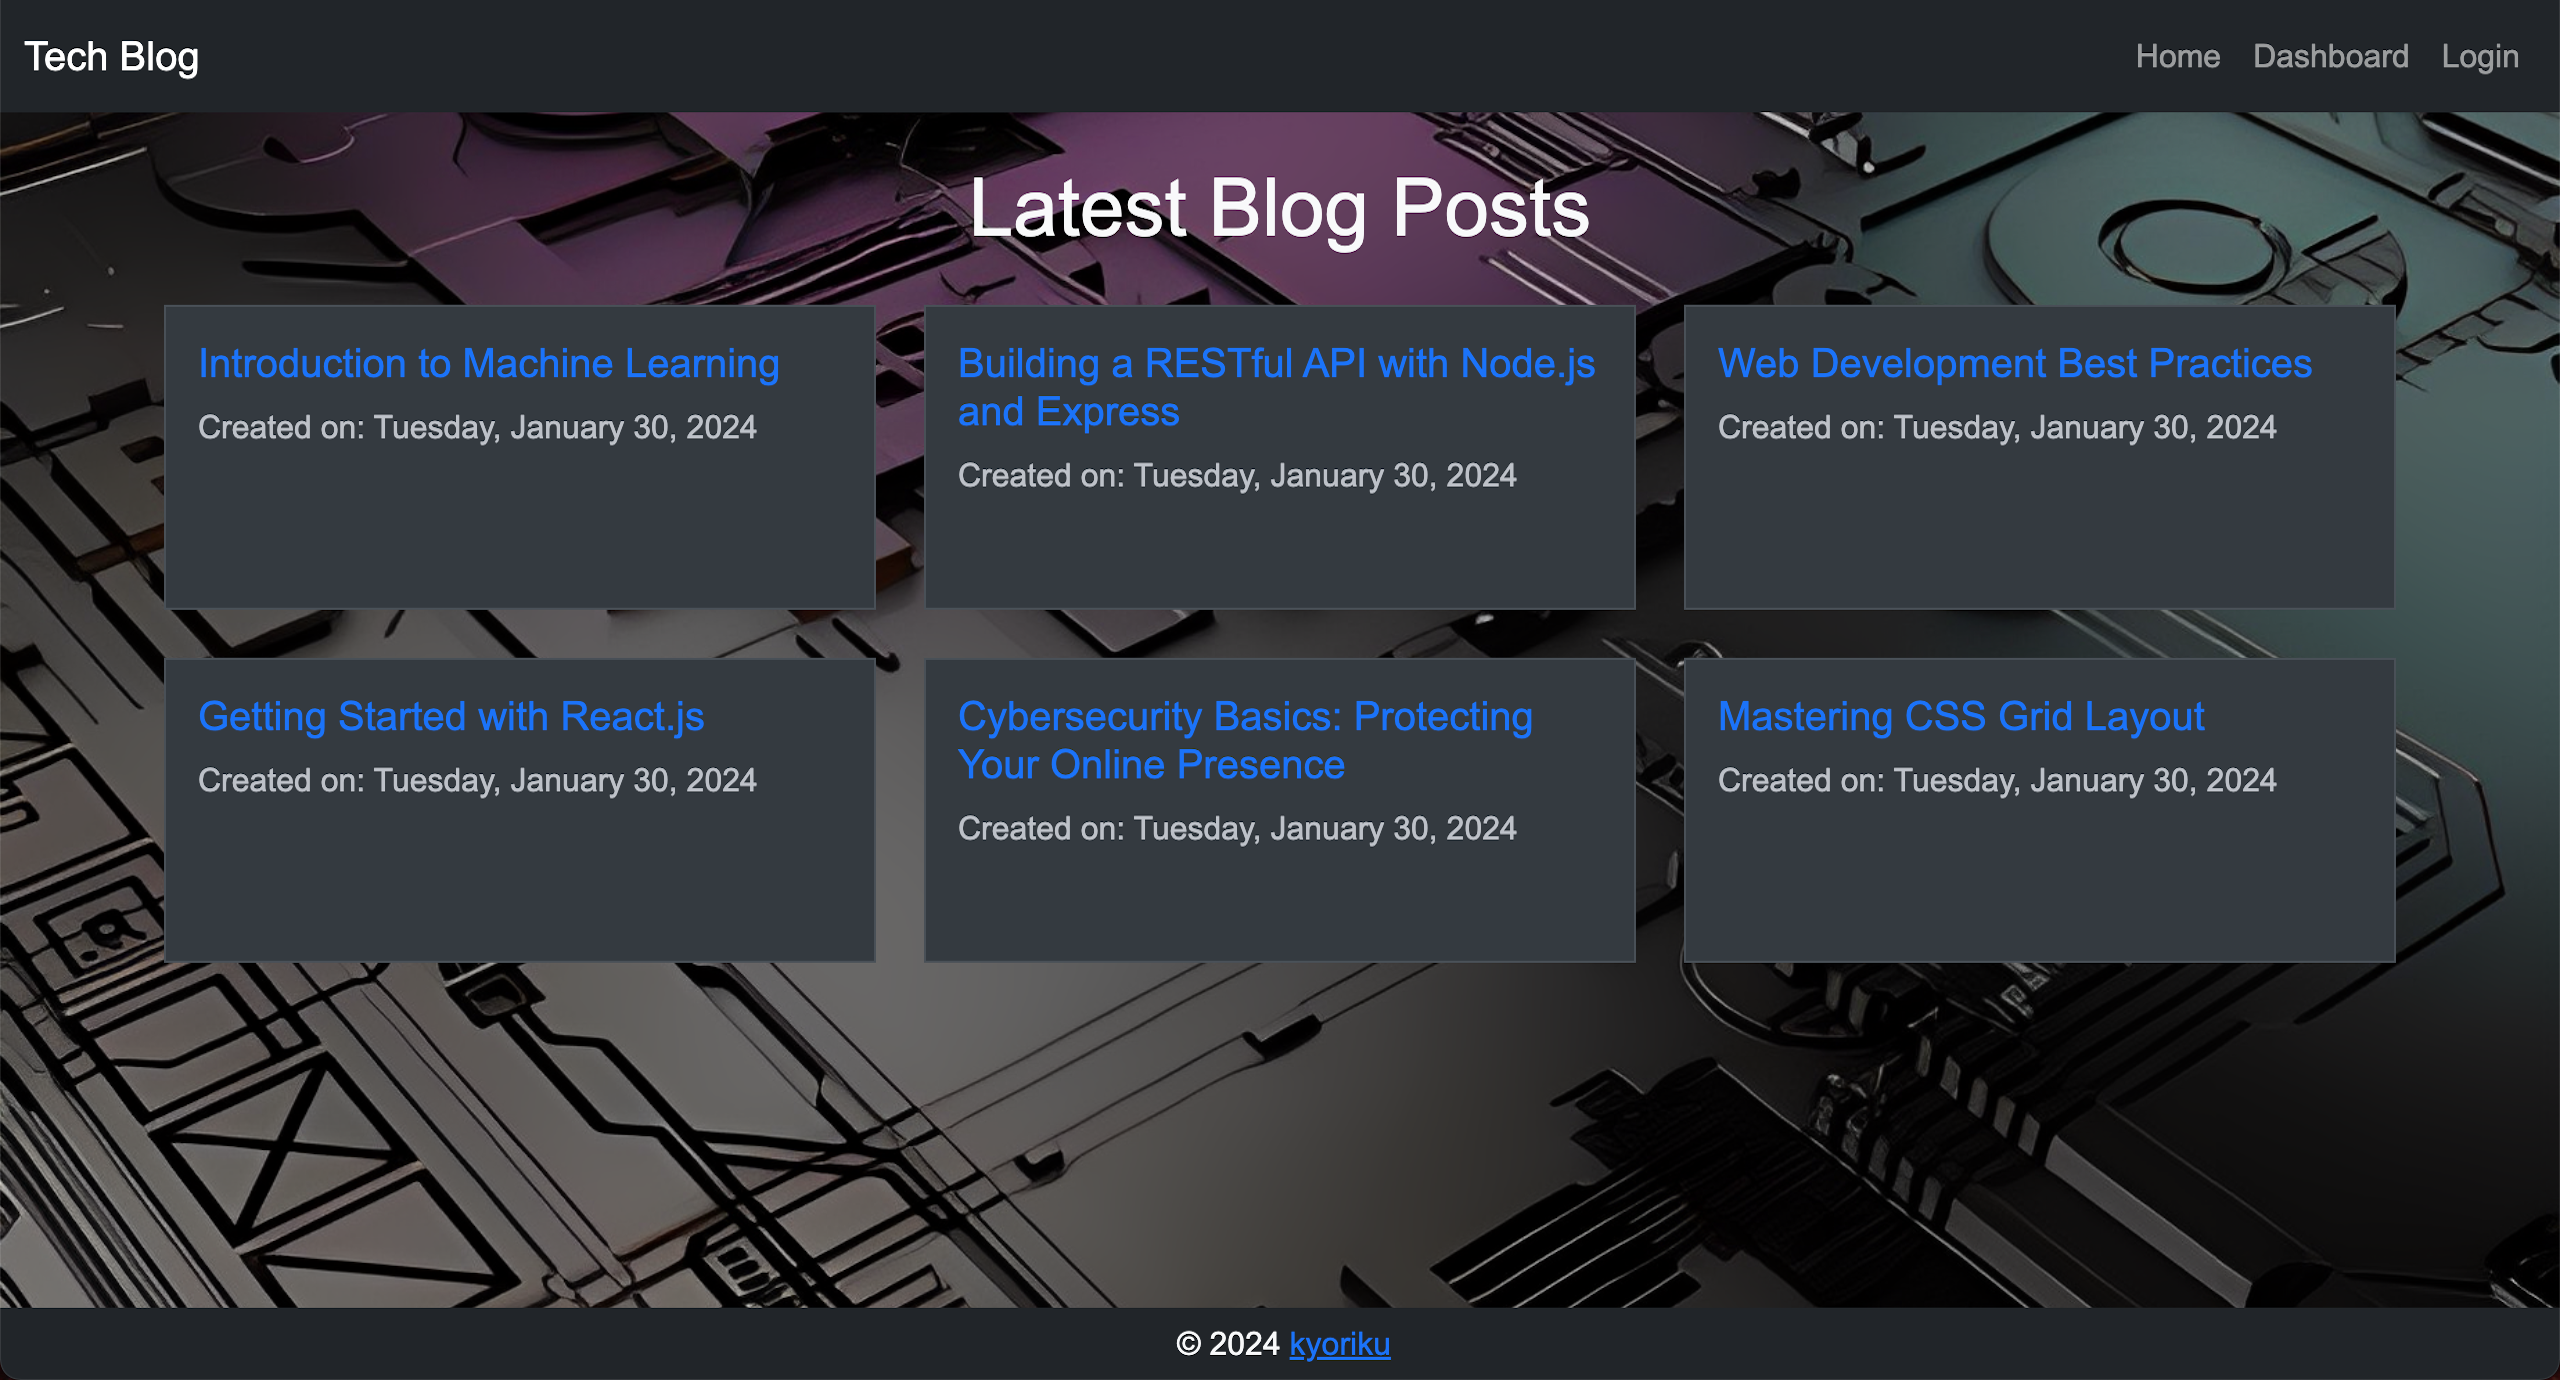 Tech Blog
Home Dashboard Login
Latest Blog Posts
Introduction to Machine Learning
Created on: Tuesday, January 30, 2024
Building a RESTful API with Node.js
and Express
Created on: Tuesday, January 30, 2024
Web Development Best Practices
Created on: Tuesday, January 30, 2024
Getting Started with React.js
Created on: Tuesday, January 30, 2024
Cybersecurity Basics: Protecting
Your Online Presence
Created on: Tuesday, January 30, 2024
Mastering CSS Grid Layout
Created on: Tuesday, January 30, 2024
© 2024 kyoriku